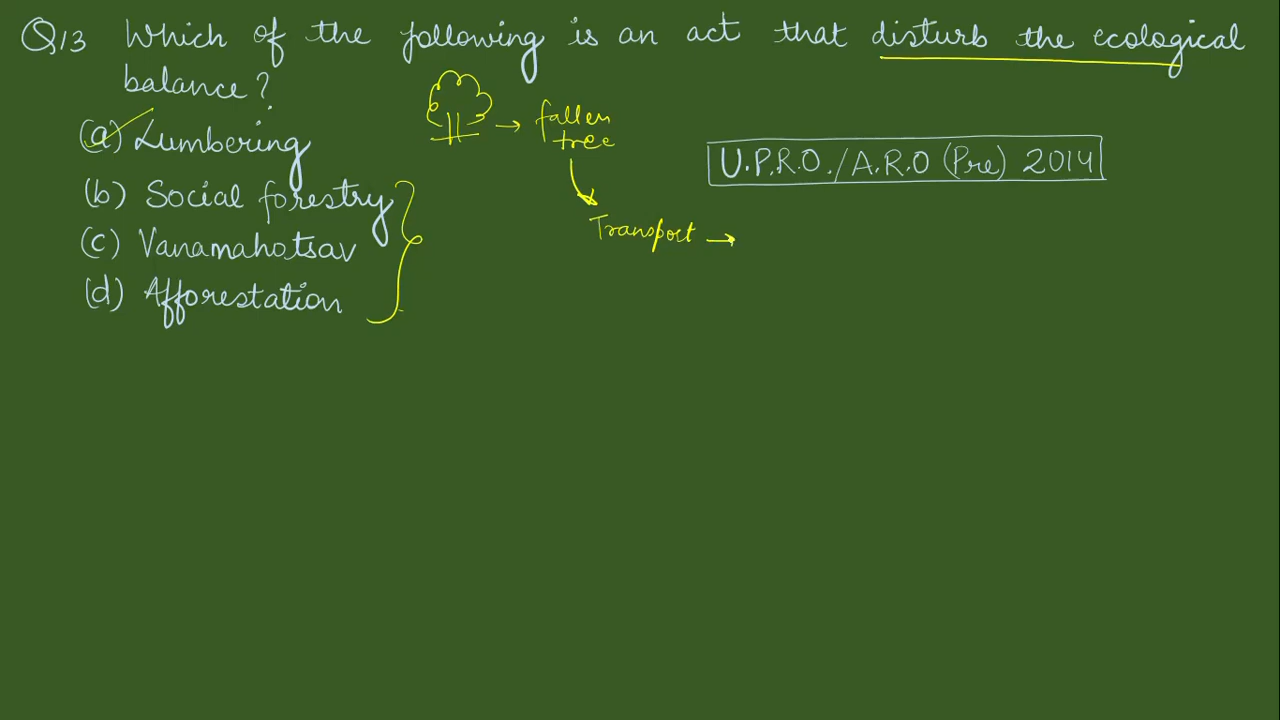 Q13 Which of the following is an act that disturb the ecological
balance?
(a) Lumbering
(b) Social forestry
(c) Vanamahotsav
(d) Afforestation
→ fallen
tree
Transport →
U.P.R.O./A.R.O (Pre) 2014